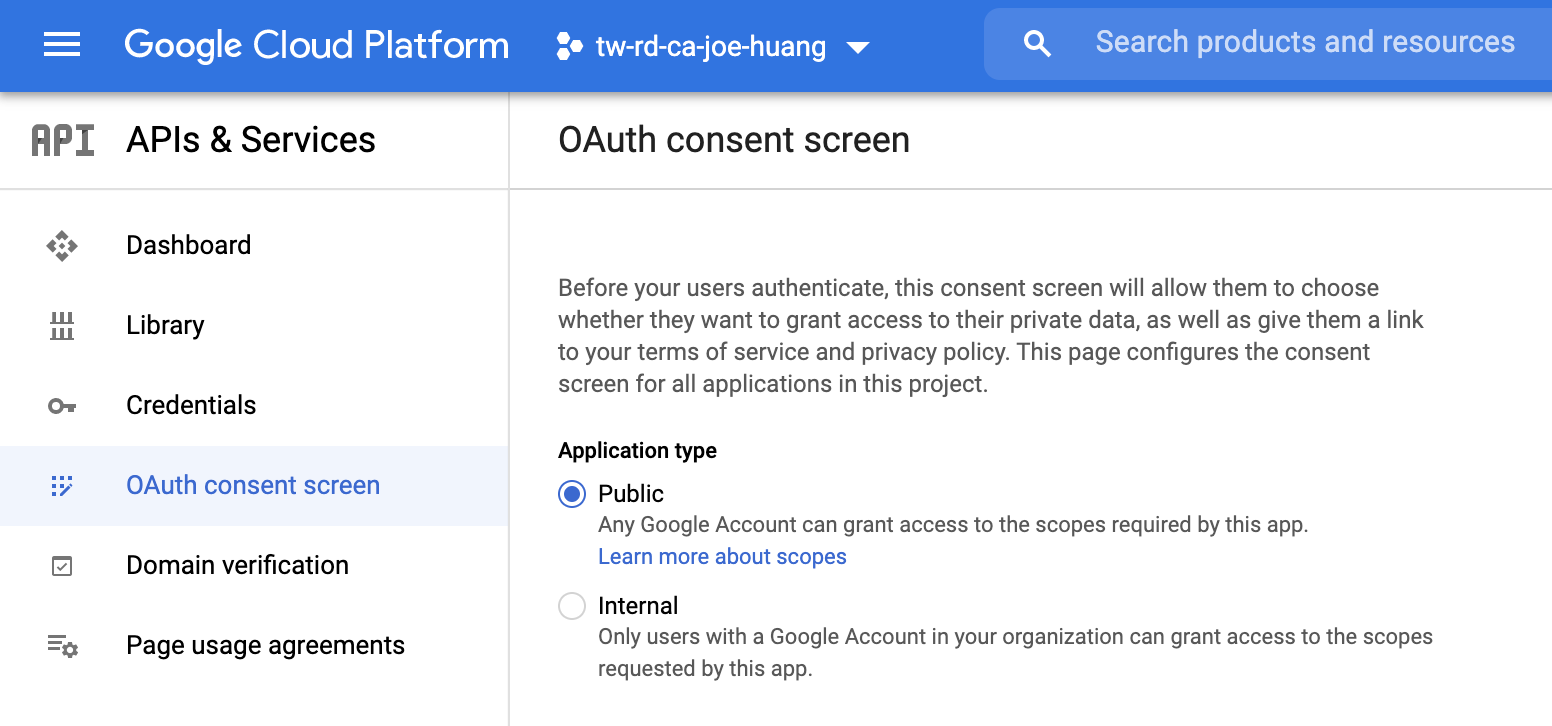 Google Cloud Platform
tw-rd-ca-joe-huang
Search products and resources
API
APIs & Services
OAuth consent screen
Dashboard
Library
Credentials
OAuth consent screen
Domain verification
Page usage agreements
Before your users authenticate, this consent screen will allow them to choose
whether they want to grant access to their private data, as well as give them a link
to your terms of service and privacy policy. This page configures the consent
screen for all applications in this project.
Application type
Public
Any Google Account can grant access to the scopes required by this app.
Learn more about scopes
Internal
Only users with a Google Account in your organization can grant access to the scopes
requested by this app.